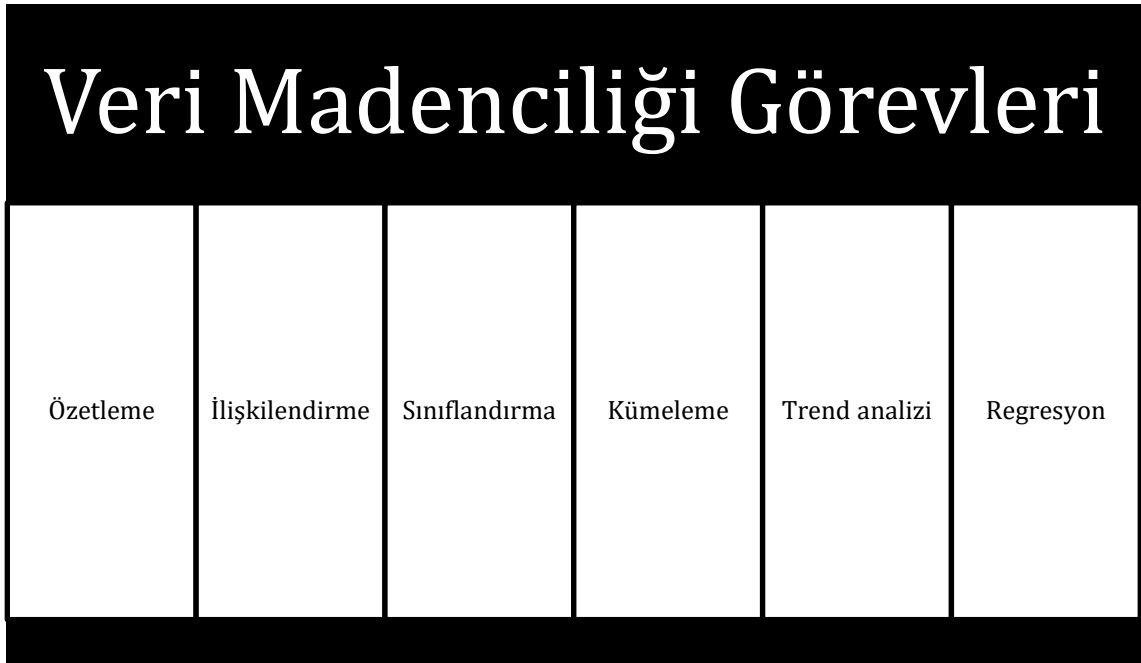 Veri Madenciliği Görevleri
Özetleme
İlişkilendirme
Sınıflandırma
Kümeleme
Trend analizi
Regresyon